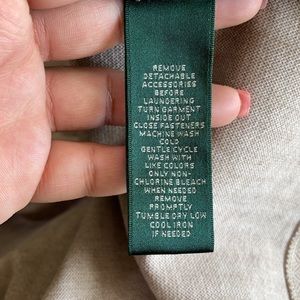 REMOVE
DETACHABLE
ACCESSORIES
BEFORE
LAUNDERING
TURN GARMENT
INSIDE OUT
CLOSE FASTENERS
MACHINE WASH
COLD
GENTLE CYCLE
WASH WITH
LIKE COLORS
ONLY NON-
CHLORINE BLEACH
WHEN NEEDED
REMOVE
PROMPTLY
TUMBLE DRY LOW
COOL IRON
IF NEEDED